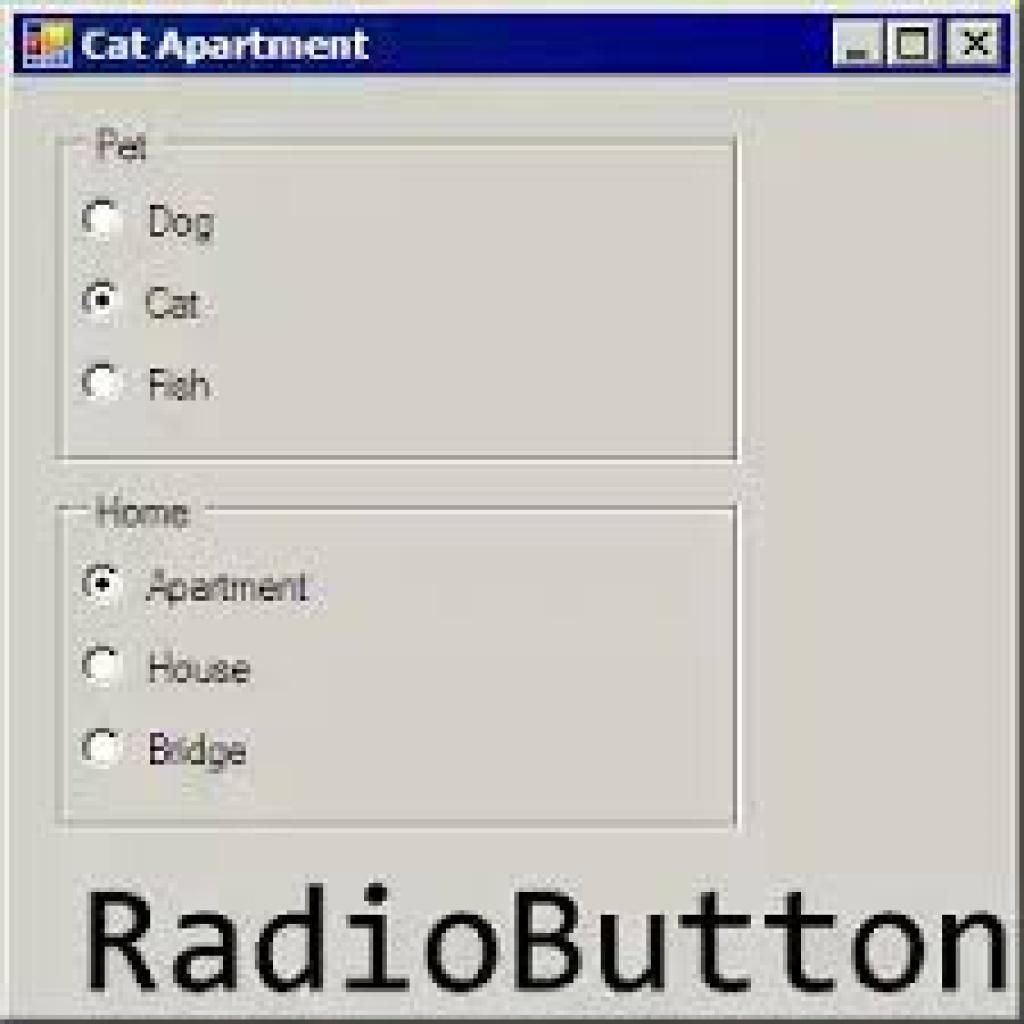 Cat Apartment
Pet
Dog
Cat
Fish
Home
Apartment
House
Bridge
RadioButton